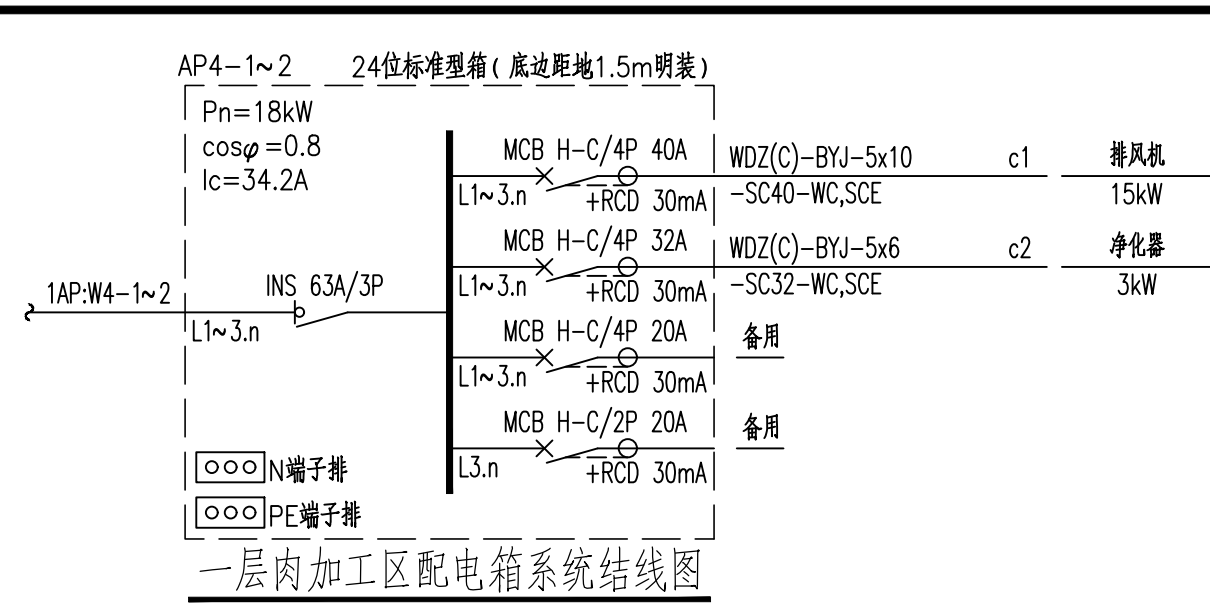 AP4-1~2 24位标准型箱(底边距地1.5m明装)
Pn=18kW
cosφ=0.8
Ic=34.2A
1AP:W4-1~2
L1~3.n
INS 63A/3P
MCB H-C/4P 40A
L1~3.n
+RCD 30mA
WDZ(C)-BYJ-5x10
-SC40-WC,SCE
c1
排风机
15kW
MCB H-C/4P 32A
L1~3.n
+RCD 30mA
WDZ(C)-BYJ-5x6
-SC32-WC,SCE
c2
净化器
3kW
MCB H-C/4P 20A
L1~3.n
+RCD 30mA
备用
MCB H-C/2P 20A
L3.n
+RCD 30mA
备用
N端子排
PE端子排
一层肉加工区配电箱系统结线图